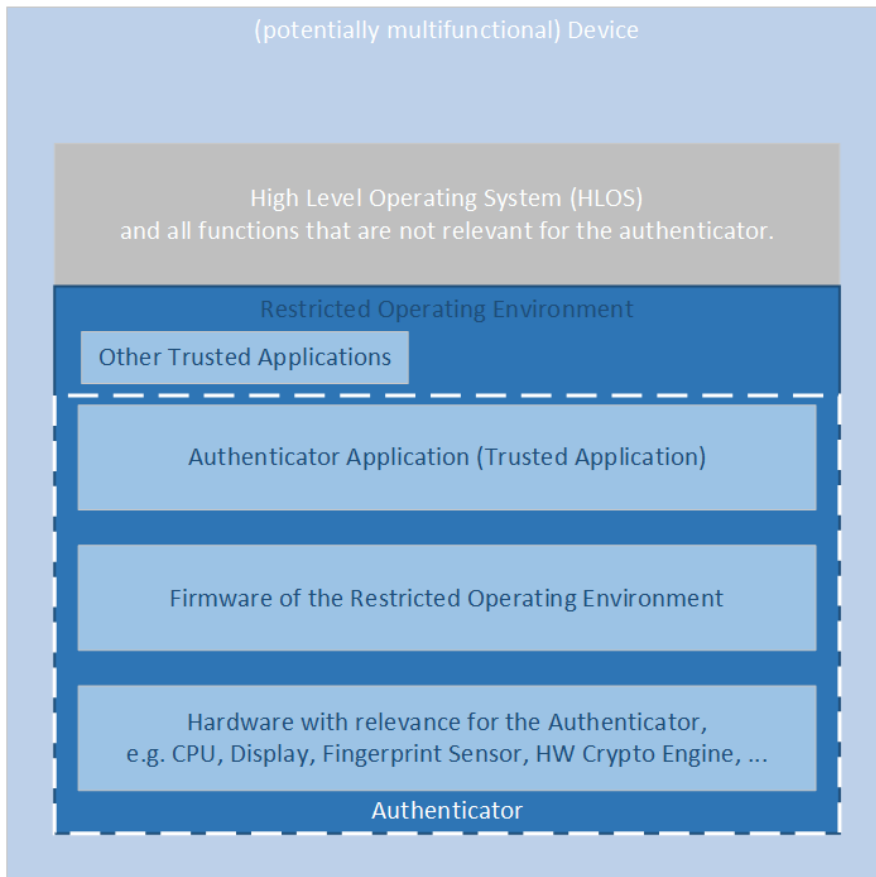 (potentially multifunctional) Device
High Level Operating System (HLOS)
and all functions that are not relevant for the authenticator.
Restricted Operating Environment
Other Trusted Applications
Authenticator Application (Trusted Application)
Firmware of the Restricted Operating Environment
Hardware with relevance for the Authenticator,
e.g. CPU, Display, Fingerprint Sensor, HW Crypto Engine, ...
Authenticator